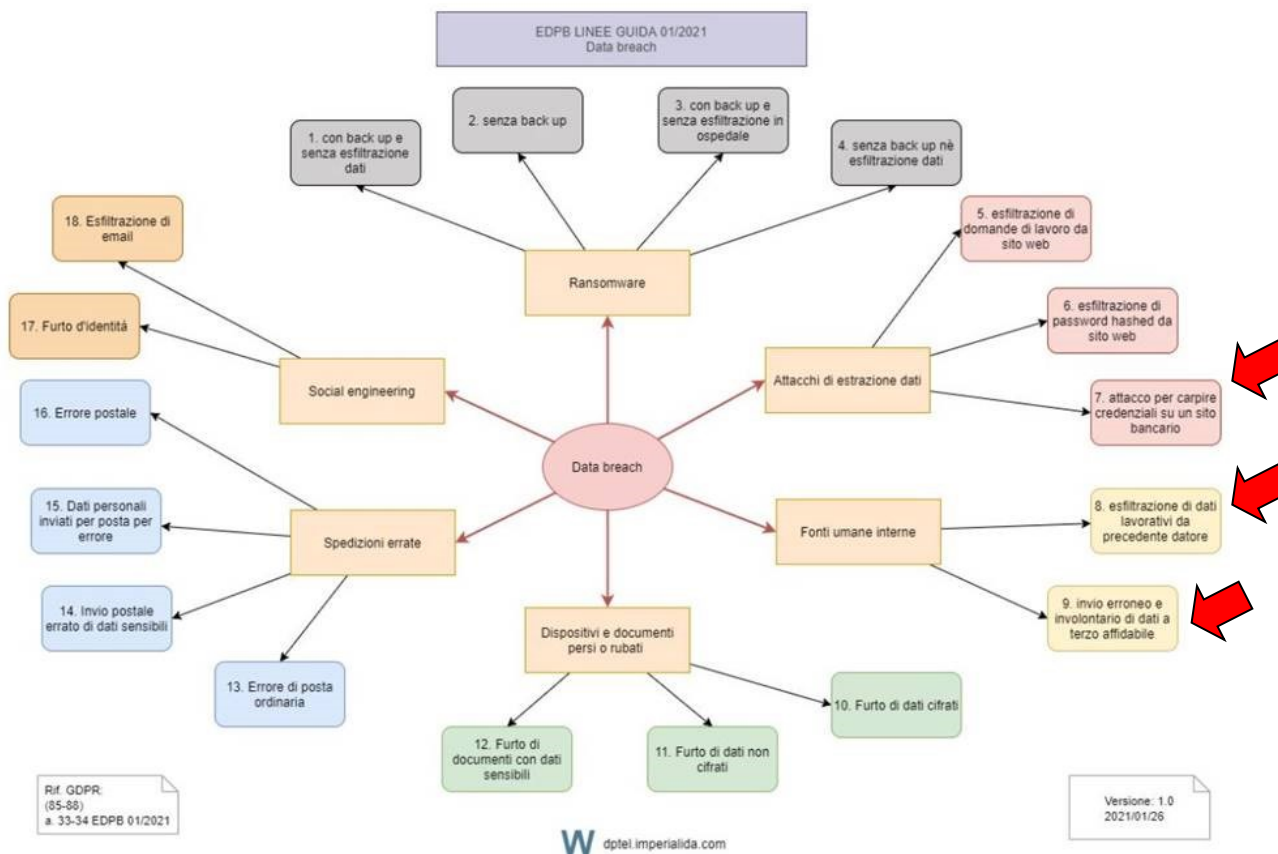 EDPB LINEE GUIDA 01/2021
Data breach
1. con back up e
senza esfiltrazione
dati
2. senza back up
3. con back up e
senza esfiltrazione in
ospedale
4. senza back up nè
esfiltrazione dati
18. Esfiltrazione di
email
17. Furto d'identitá
Ransomware
5. esfiltrazione di
domande di lavoro da
sito web
6. esfiltrazione di
password hashed da
sito web
7. attacco per carpire
credenziali su un sito
bancario
Social engineering
Attacchi di estrazione dati
16. Errore postale
15. Dati personali
inviati per posta per
errore
14. Invio postale
errato di dati sensibili
13. Errore di posta
ordinaria
Data breach
Spedizioni errate
Fonti umane interne
8. esfiltrazione di dati
lavorativi da
precedente datore
9. invio erroneo e
involontario di dati a
terzo affidabile
Dispositivi e documenti
persi o rubati
12. Furto di
documenti con dati
sensibili
11. Furto di dati non
cifrati
10. Furto di dati cifrati
Rif. GDPR:
(85-88)
a. 33-34 EDPB 01/2021
W dptel.imperialida.com
Versione: 1.0
2021/01/26